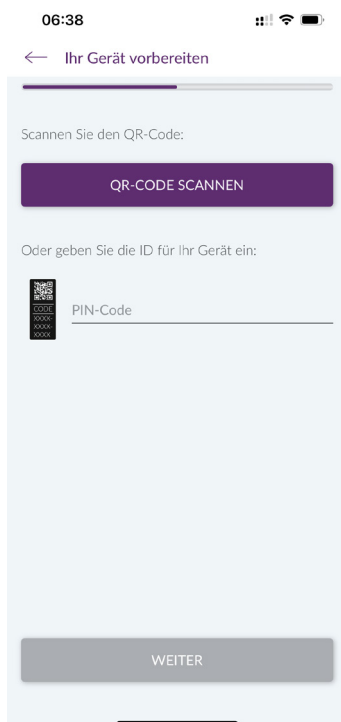 06:38
Ihr Gerät vorbereiten
Scannen Sie den QR-Code:
QR-CODE SCANNEN
Oder geben Sie die ID für Ihr Gerät ein:
CODE
XXXX-
XXXX-
XXXX
PIN-Code
WEITER